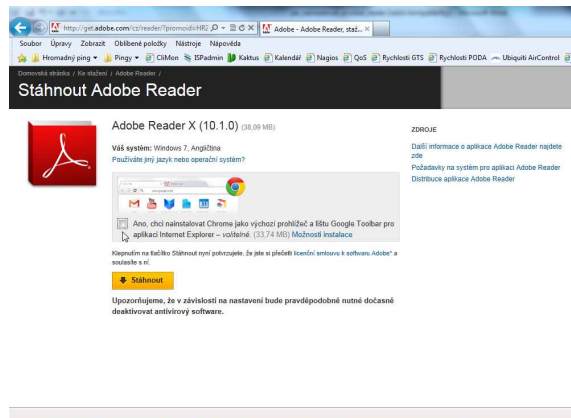 http://get.adobe.com/cz/reader/?promoid=HRZ
Adobe - Adobe Reader, staž...
Soubor Úpravy Zobrazit Oblíbené položky Nástroje Nápověda
Hromadný ping Pingy CliMon ISPadmin Kaktus Kalendář Nagios QoS Rychlosti GTS Rychlosti PODA Ubiquiti AirControl
Domovská stránka / Ke stažení / Adobe Reader /
Stáhnout Adobe Reader
Adobe Reader X (10.1.0) (38,09 MB)
Váš systém: Windows 7, Angličtina
Používáte jiný jazyk nebo operační systém?
Ano, chci nainstalovat Chrome jako výchozí prohlížeč a lištu Google Toolbar pro
aplikaci Internet Explorer – volitelné. (33,74 MB) Možnosti instalace
Klepnutím na tlačítko Stáhnout nyní potvrzujete, že jste si přečetli licenční smlouvu k softwaru Adobe* a
souhlasíte s ní.
Stáhnout
Upozorňujeme, že v závislosti na nastavení bude pravděpodobně nutné dočasně
deaktivovat antivirový software.
ZDROJE
Další informace o aplikace Adobe Reader najdete
zde
Požadavky na systém pro aplikaci Adobe Reader
Distribuce aplikace Adobe Reader